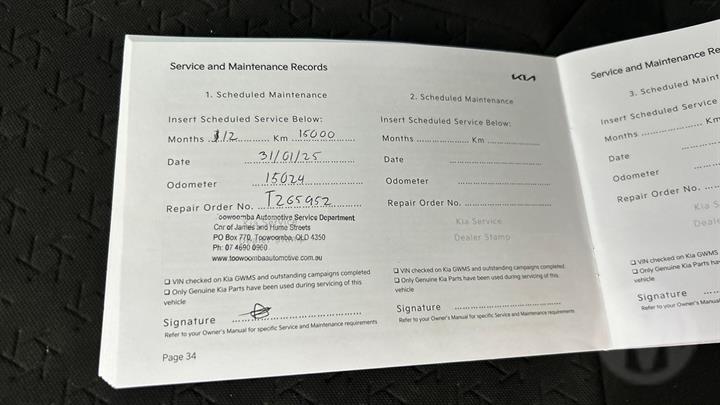 Service and Maintenance Records
KIA
1. Scheduled Maintenance
Insert Scheduled Service Below:
Months 12 Km 15000
Date 31/01/25
Odometer 15024
Repair Order No. T265952
Toowoomba Automotive Service Department
Cnr of James and Hume Streets
PO Box 770, Toowoomba, QLD 4350
Ph: 07 4690 0960
www.toowoombaautomotive.com.au
❑ VIN checked on Kia GWMS and outstanding campaigns completed
❑ Only Genuine Kia Parts have been used during servicing of this
vehicle
Signature
Refer to your Owner's Manual for specific Service and Maintenance requirements
Page 34
2. Scheduled Maintenance
Insert Scheduled Service Below:
Months .................... Km ....................
Date ..............................
Odometer ..............................
Repair Order No. ..............................
Kia Service
Dealer Stamp
❑ VIN checked on Kia GWMS and outstanding campaigns completed
❑ Only Genuine Kia Parts have been used during servicing of this
vehicle
Signature ..............................
Refer to your Owner's Manual for specific Service and Maintenance requirements
Service and Maintenance Re
3. Scheduled Maint
Insert Scheduled Service
Months .................... Km
Date
Odometer
Repair Order No.
Kia S
Deale
❑ VIN checked on Kia GWMS
❑ Only Genuine Kia Parts ha
vehicle
Signature
Refer to your Owner's Manual